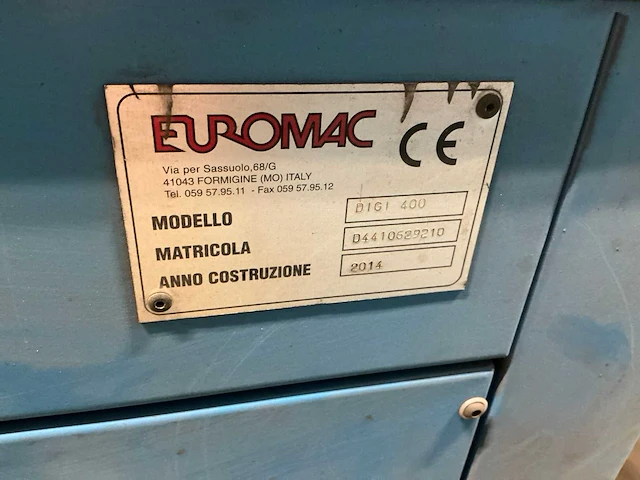 EUROMAC
CE
Via per Sassuolo,68/G
41043 FORMIGINE (MO) ITALY
Tel. 059 57.95.11 - Fax 059 57.95.12
MODELLO DIGI 400
MATRICOLA D4410689210
ANNO COSTRUZIONE 2014